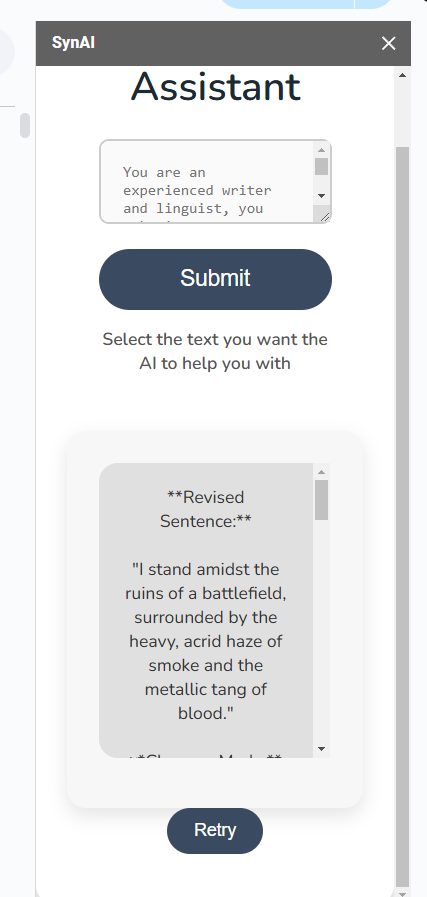 SynAI
Assistant
You are an
experienced writer
and linguist, you
Submit
Select the text you want the
AI to help you with
**Revised
Sentence:**
"I stand amidst the
ruins of a battlefield,
surrounded by the
heavy, acrid haze of
smoke and the
metallic tang of
blood."
Retry